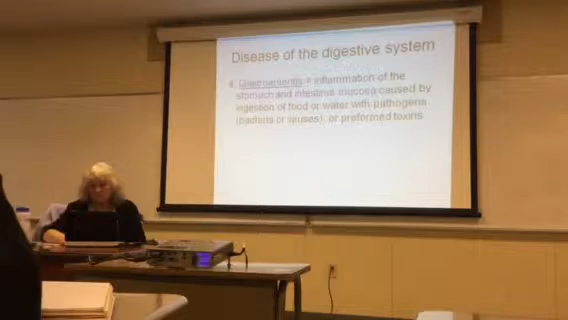 Disease of the digestive system
Gastroenteritis = inflammation of the
stomach and intestinal mucosa caused by
ingestion of food or water with pathogens
(bacteria or viruses), or preformed toxins